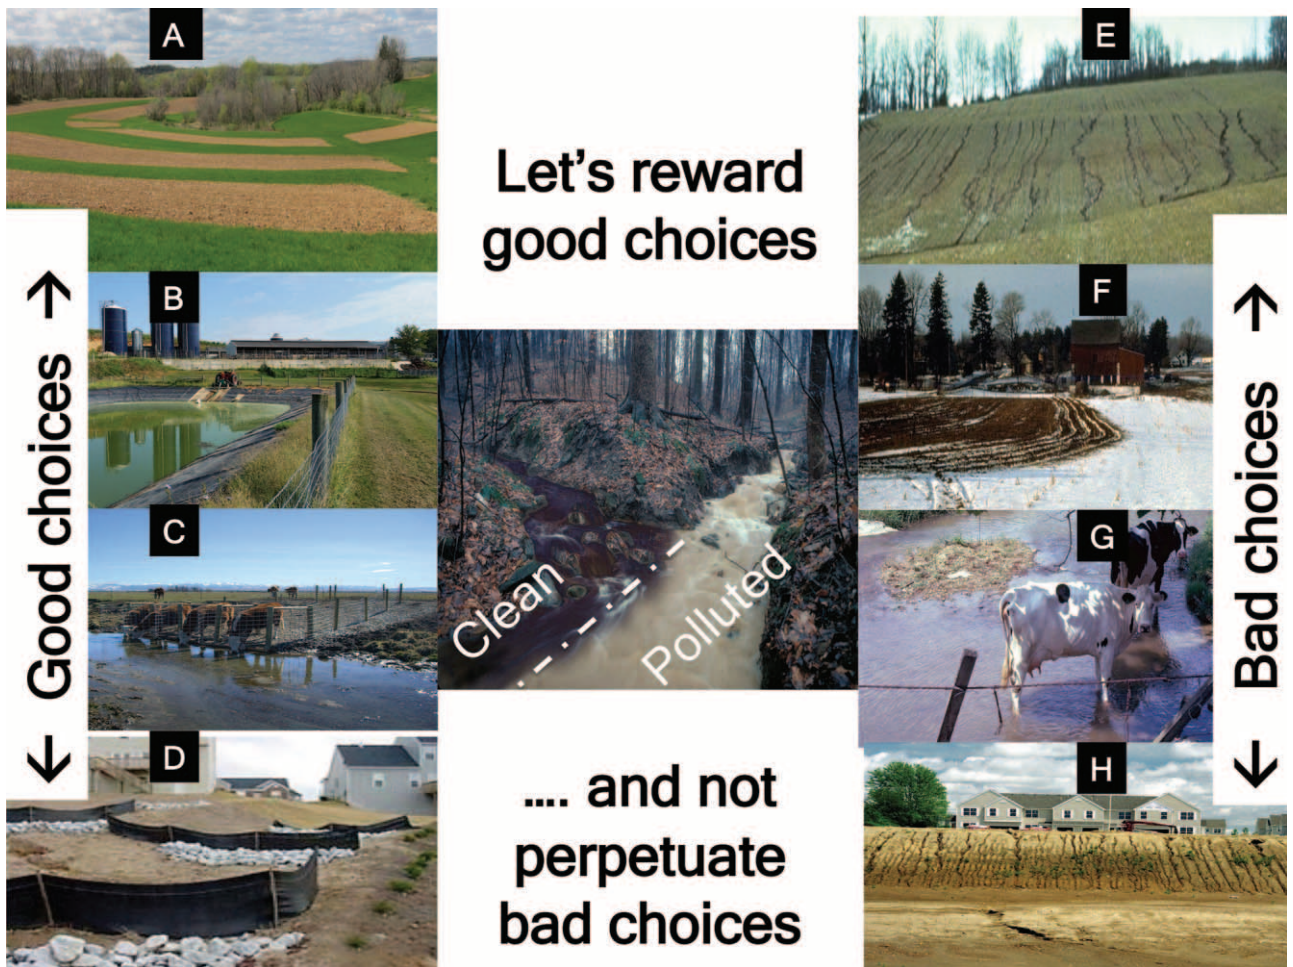 A
B
C
D
← Good choices →
Let's reward
good choices
Clean
Polluted
.... and not
perpetuate
bad choices
E
F
G
H
← Bad choices →